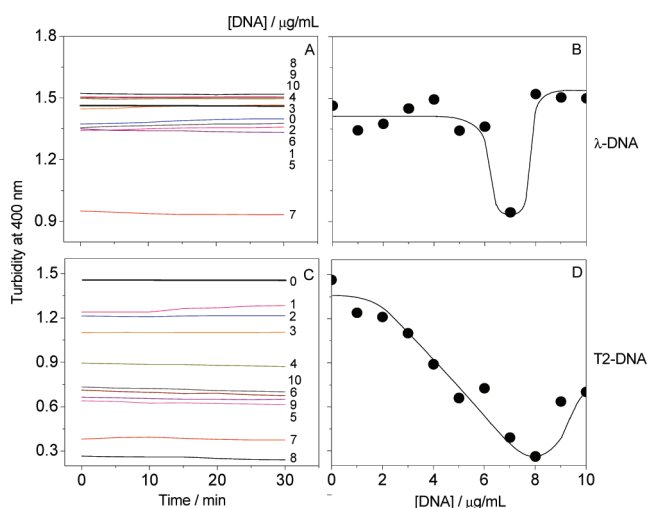 [DNA] / μg/mL
A
B
1.8
1.5
1.2
0.9
8
9
10
4
3
0
2
6
1
5
7
λ-DNA
Turbidity at 400 nm
C
D
1.5
1.2
0.9
0.6
0.3
0
1
2
3
4
10
6
9
5
7
8
T2-DNA
0 10 20 30
0 2 4 6 8 10
Time / min
[DNA] / μg/mL